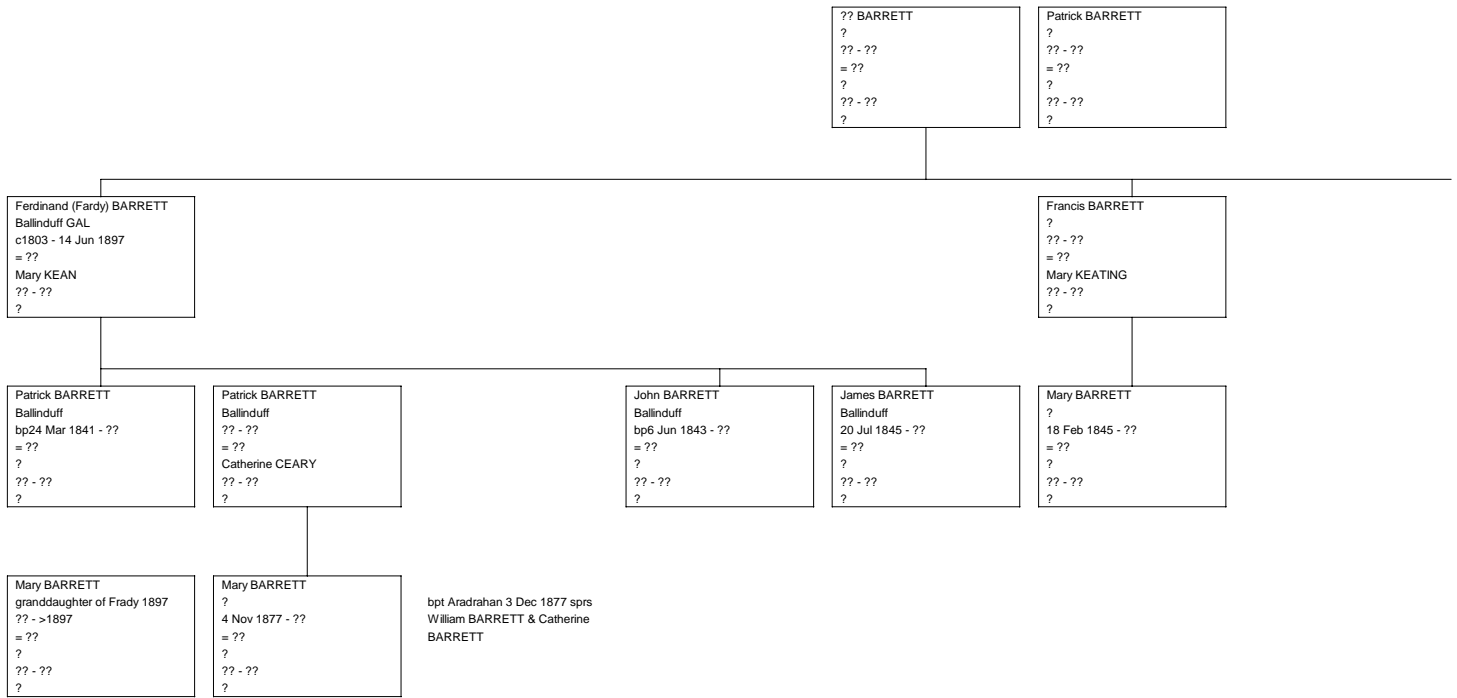 ?? BARRETT
?
?? - ??
= ??
?
?? - ??
?
Patrick BARRETT
?
?? - ??
= ??
?
?? - ??
?
Ferdinand (Fardy) BARRETT
Ballinduff GAL
c1803 - 14 Jun 1897
= ??
Mary KEAN
?? - ??
?
Francis BARRETT
?
?? - ??
= ??
Mary KEATING
?? - ??
?
Patrick BARRETT
Ballinduff
bp24 Mar 1841 - ??
= ??
?
?? - ??
?
Patrick BARRETT
Ballinduff
?? - ??
= ??
Catherine CEARY
?? - ??
?
John BARRETT
Ballinduff
bp6 Jun 1843 - ??
= ??
?
?? - ??
?
James BARRETT
Ballinduff
20 Jul 1845 - ??
= ??
?
?? - ??
?
Mary BARRETT
?
18 Feb 1845 - ??
= ??
?
?? - ??
?
Mary BARRETT
granddaughter of Frady 1897
?? - >1897
= ??
?
?? - ??
?
Mary BARRETT
?
4 Nov 1877 - ??
= ??
?
?? - ??
?
bpt Aradrahan 3 Dec 1877 sprs
William BARRETT & Catherine
BARRETT